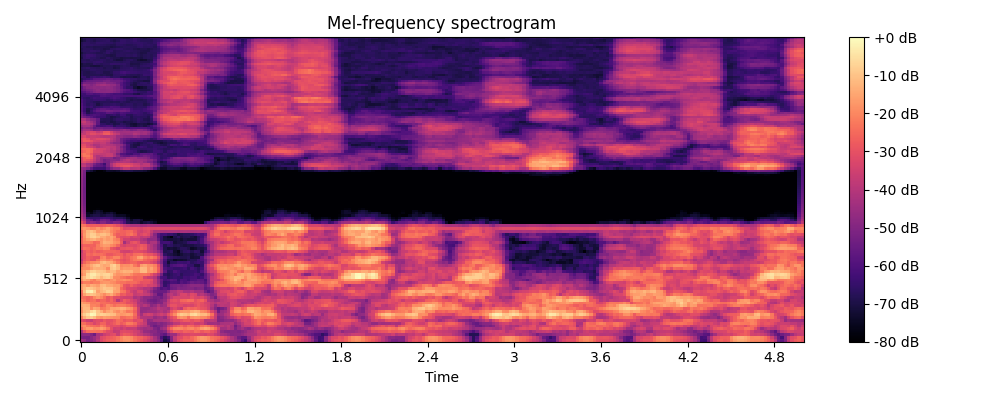 Mel-frequency spectrogram
Hz
4096
2048
1024
512
0
0 0.6 1.2 1.8 2.4 3 3.6 4.2 4.8
Time
+0 dB
-10 dB
-20 dB
-30 dB
-40 dB
-50 dB
-60 dB
-70 dB
-80 dB